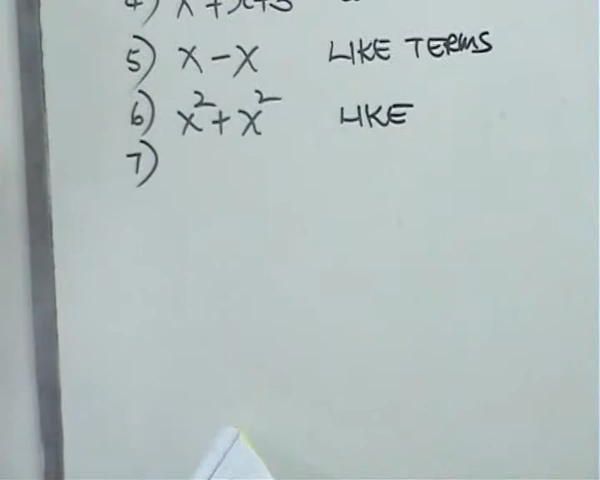 5) x - x LIKE TERMS
6) x² + x² LIKE
7)